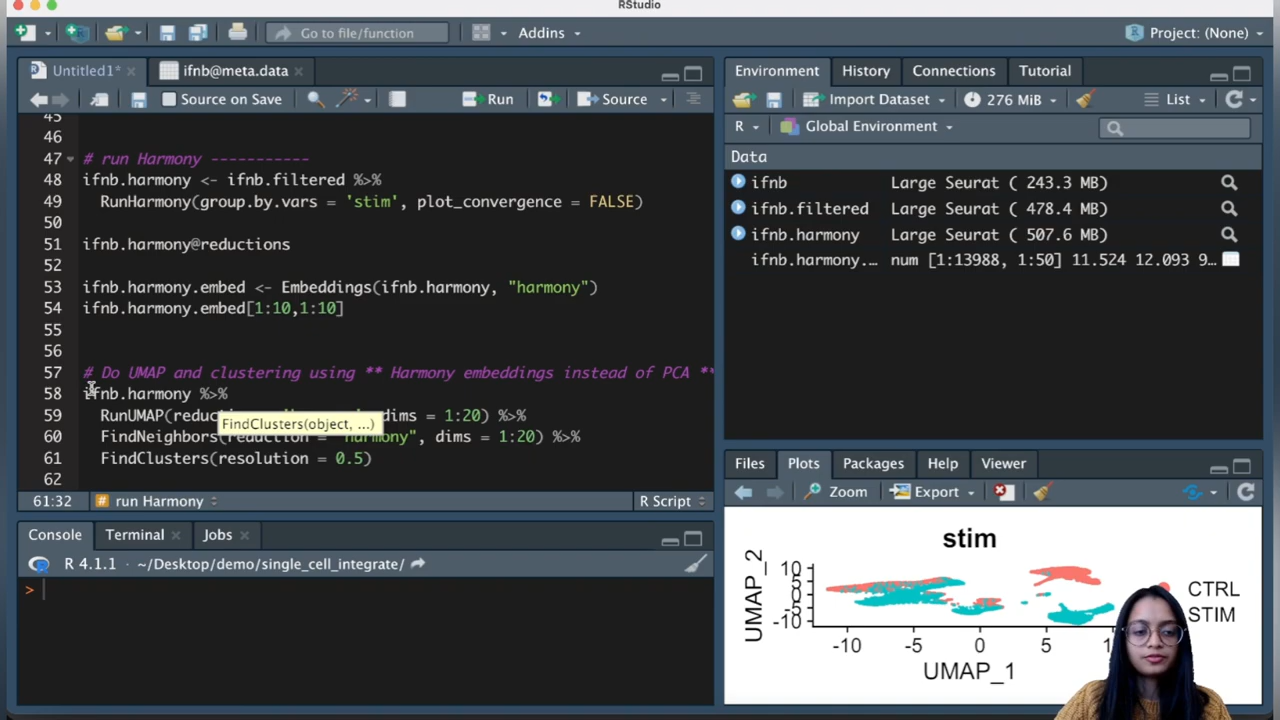 RStudio
Go to file/function
Addins
Project: (None)
Untitled1*
ifnb@meta.data
Source on Save
Run
Source
45
46
47 # run Harmony -----------
48 ifnb.harmony <- ifnb.filtered %>%
49 RunHarmony(group.by.vars = 'stim', plot_convergence = FALSE)
50
51 ifnb.harmony@reductions
52
53 ifnb.harmony.embed <- Embeddings(ifnb.harmony, "harmony")
54 ifnb.harmony.embed[1:10,1:10]
55
56
57 # Do UMAP and clustering using ** Harmony embeddings instead of PCA **
58 ifnb.harmony %>%
59 RunUMAP(reduc dims = 1:20) %>%
FindClusters(object, ...)
60 FindNeighbors(reduction = "harmony", dims = 1:20) %>%
61 FindClusters(resolution = 0.5)
62
61:32
# run Harmony
R Script
Console
Terminal
Jobs
R 4.1.1 · ~/Desktop/demo/single_cell_integrate/
>
Environment
History
Connections
Tutorial
Import Dataset
276 MiB
List
R
Global Environment
Data
ifnb Large Seurat ( 243.3 MB)
ifnb.filtered Large Seurat ( 478.4 MB)
ifnb.harmony Large Seurat ( 507.6 MB)
ifnb.harmony.… num [1:13988, 1:50] 11.524 12.093 9…
Files
Plots
Packages
Help
Viewer
Zoom
Export
stim
UMAP_2
10
5
0
-5
-10
-10 -5 0 5
UMAP_1
CTRL
STIM